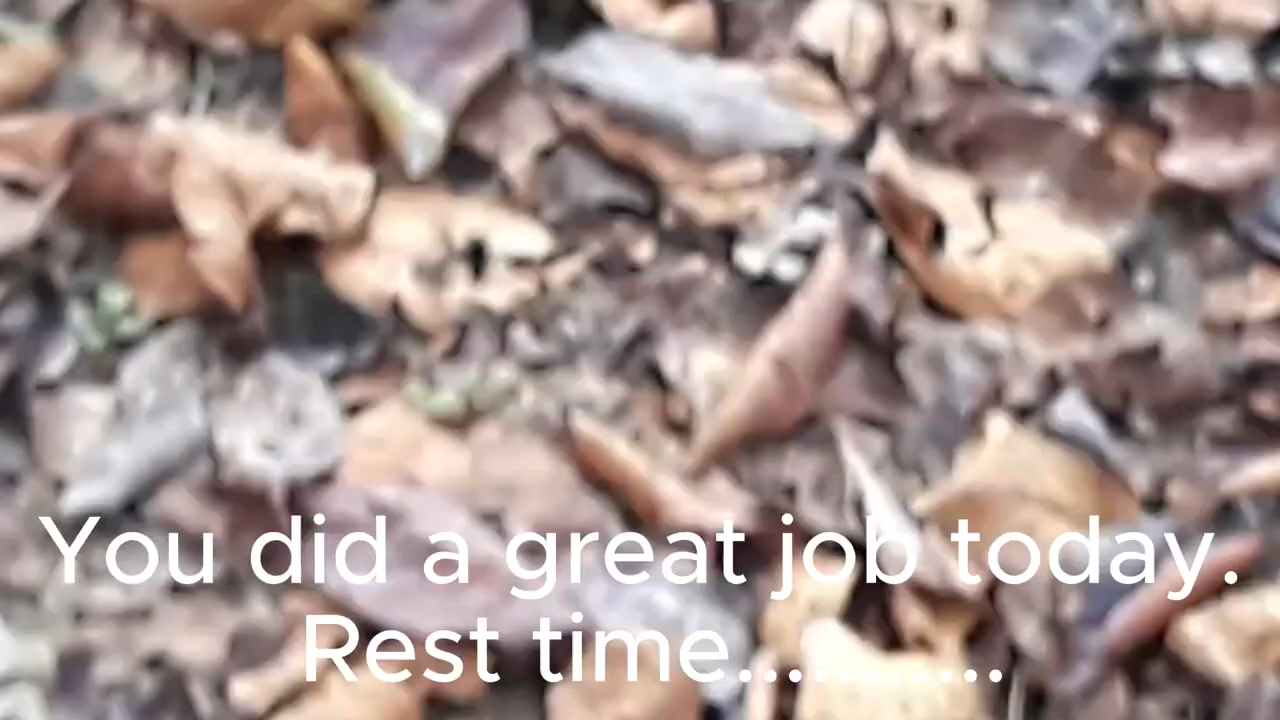 You did a great job today.
Rest time...........